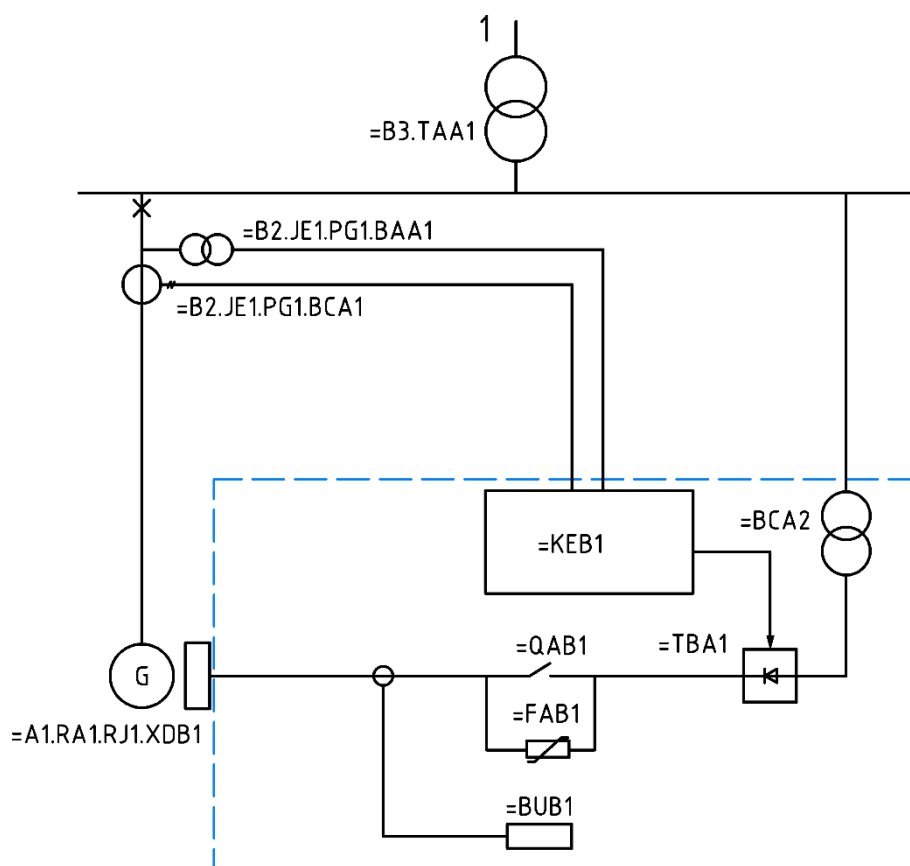 1
=B3.TAA1
=B2.JE1.PG1.BAA1
=B2.JE1.PG1.BCA1
=BCA2
=KEB1
=QAB1
=TBA1
G
=FAB1
=A1.RA1.RJ1.XDB1
=BUB1